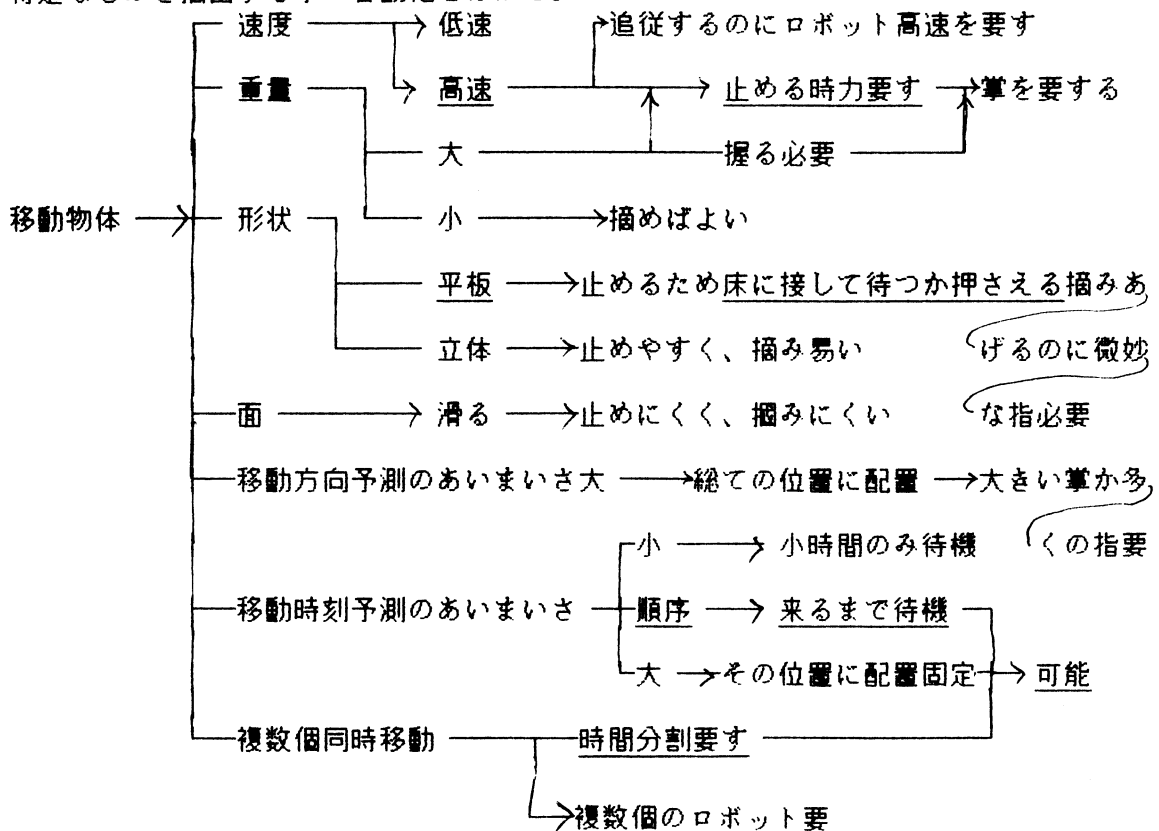 速度 低速 追従するのにロボット高速を要す
重量 高速 止める時力要す 掌を要する
大 握る必要
移動物体 形状 小 摘めばよい
平板 止めるため床に接して待つか押さえる摘みあ
立体 止めやすく、摘み易い げるのに微妙
面 滑る 止めにくく、掴みにくい な指必要
移動方向予測のあいまいさ大 総ての位置に配置 大きい掌か多
小 小時間のみ待機 くの指要
移動時刻予測のあいまいさ 順序 来るまで待機
大 その位置に配置固定 可能
複数個同時移動 時間分割要す
複数個のロボット要